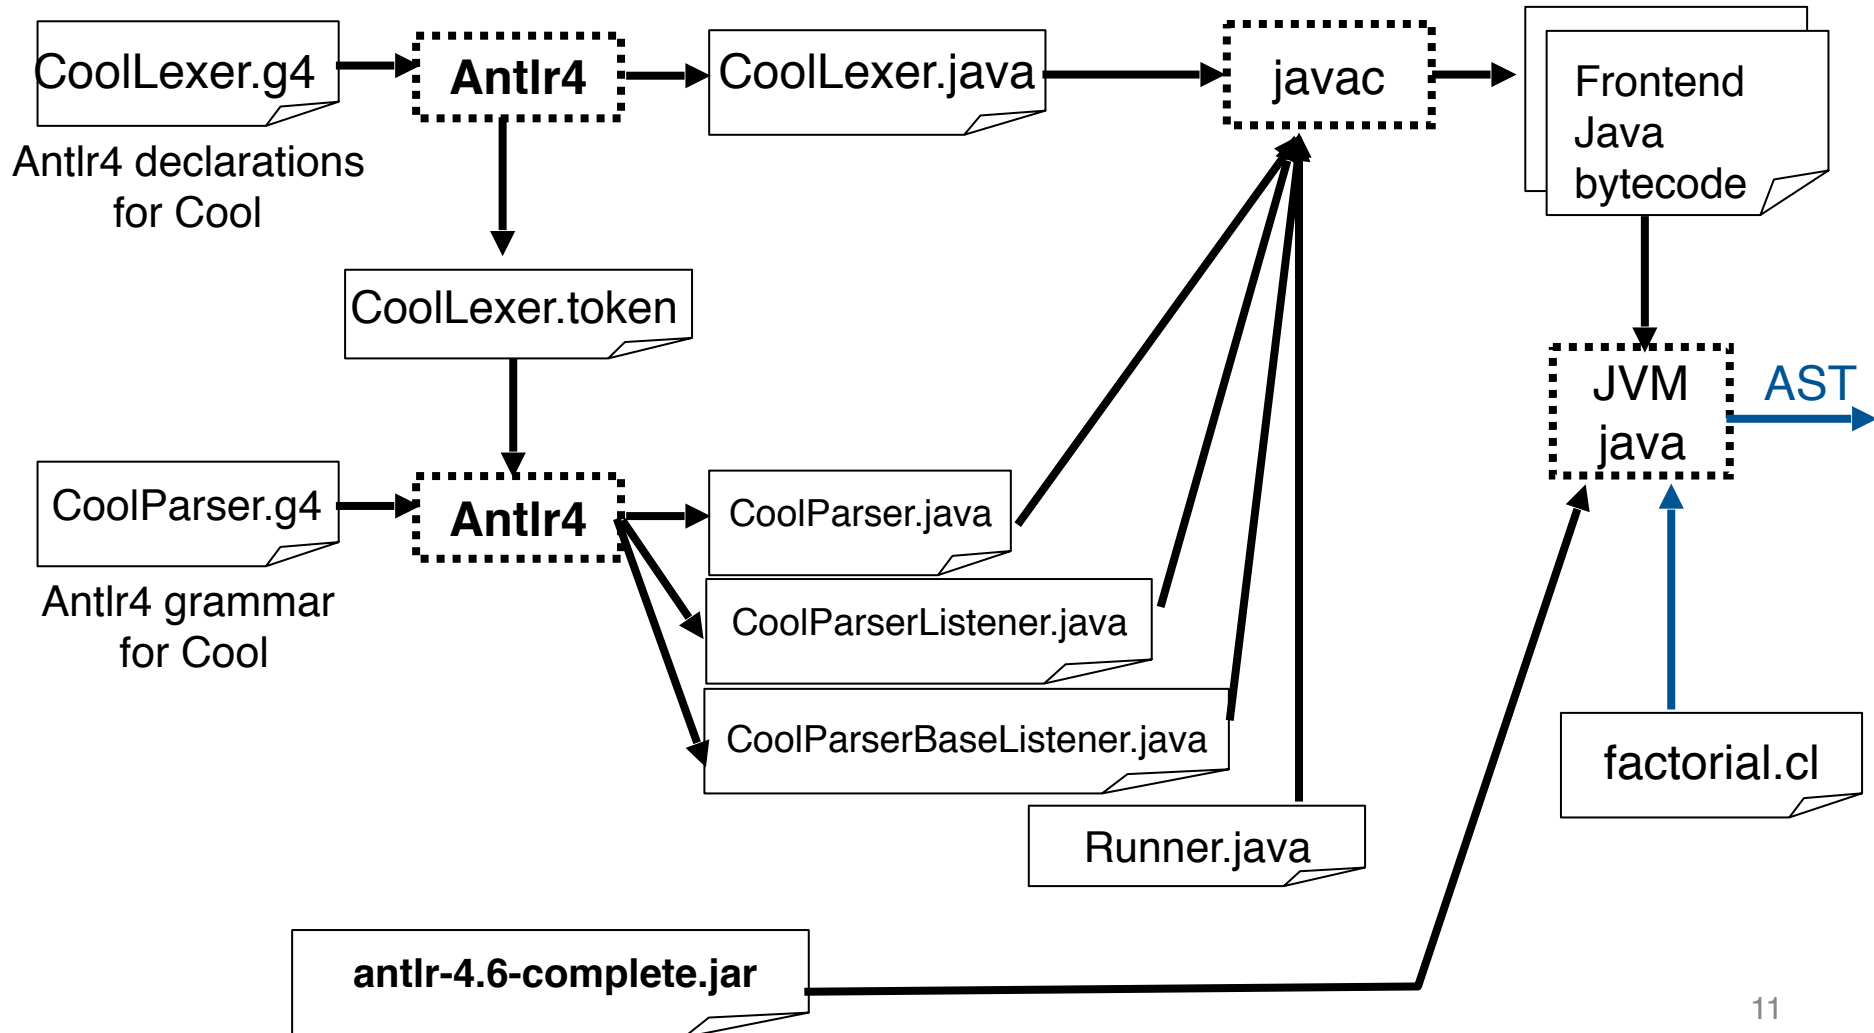 CoolLexer.g4
Antlr4
CoolLexer.java
javac
Frontend
Java
bytecode
Antlr4 declarations
for Cool
CoolLexer.token
JVM
java
AST
CoolParser.g4
Antlr4
CoolParser.java
Antlr4 grammar
for Cool
CoolParserListener.java
CoolParserBaseListener.java
factorial.cl
Runner.java
antlr-4.6-complete.jar
11